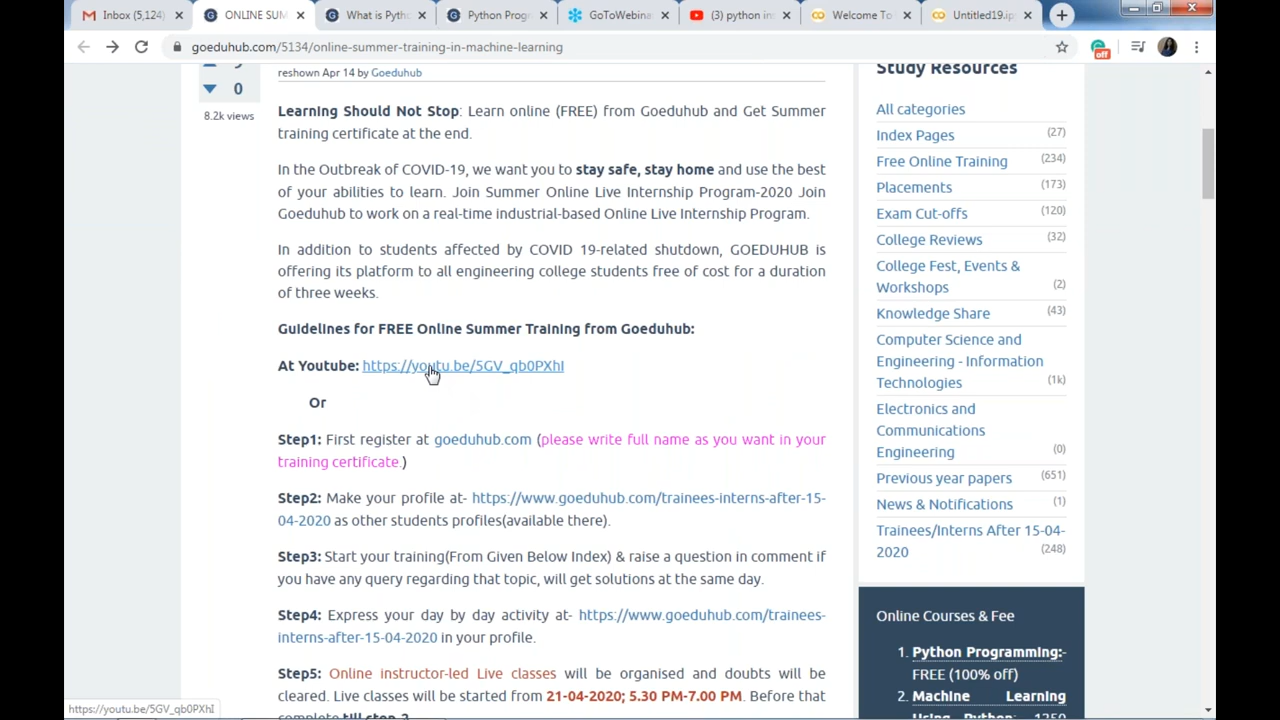 Inbox (5,124)
ONLINE SUM
What is Pyth
Python Prog
GoToWebina
(3) python in
Welcome To
Untitled19.ip
goeduhub.com/5134/online-summer-training-in-machine-learning
off
reshown Apr 14 by Goeduhub
0
8.2k views
Learning Should Not Stop: Learn online (FREE) from Goeduhub and Get Summer
training certificate at the end.
In the Outbreak of COVID-19, we want you to stay safe, stay home and use the best
of your abilities to learn. Join Summer Online Live Internship Program-2020 Join
Goeduhub to work on a real-time industrial-based Online Live Internship Program.
In addition to students affected by COVID 19-related shutdown, GOEDUHUB is
offering its platform to all engineering college students free of cost for a duration
of three weeks.
Guidelines for FREE Online Summer Training from Goeduhub:
At Youtube: https://youtu.be/5GV_qb0PXhI
Or
Step1: First register at goeduhub.com (please write full name as you want in your
training certificate.)
Step2: Make your profile at- https://www.goeduhub.com/trainees-interns-after-15-
04-2020 as other students profiles(available there).
Step3: Start your training(From Given Below Index) & raise a question in comment if
you have any query regarding that topic, will get solutions at the same day.
Step4: Express your day by day activity at- https://www.goeduhub.com/trainees-
interns-after-15-04-2020 in your profile.
Step5: Online instructor-led Live classes will be organised and doubts will be
cleared. Live classes will be started from 21-04-2020; 5.30 PM-7.00 PM. Before that
complete till step 2
Study Resources
All categories
Index Pages (27)
Free Online Training (234)
Placements (173)
Exam Cut-offs (120)
College Reviews (32)
College Fest, Events &
Workshops (2)
Knowledge Share (43)
Computer Science and
Engineering - Information
Technologies (1k)
Electronics and
Communications
Engineering (0)
Previous year papers (651)
News & Notifications (1)
Trainees/Interns After 15-04-
2020 (248)
Online Courses & Fee
1. Python Programming:-
FREE (100% off)
2. Machine Learning
Using Python: 1250
https://youtu.be/5GV_qb0PXhI